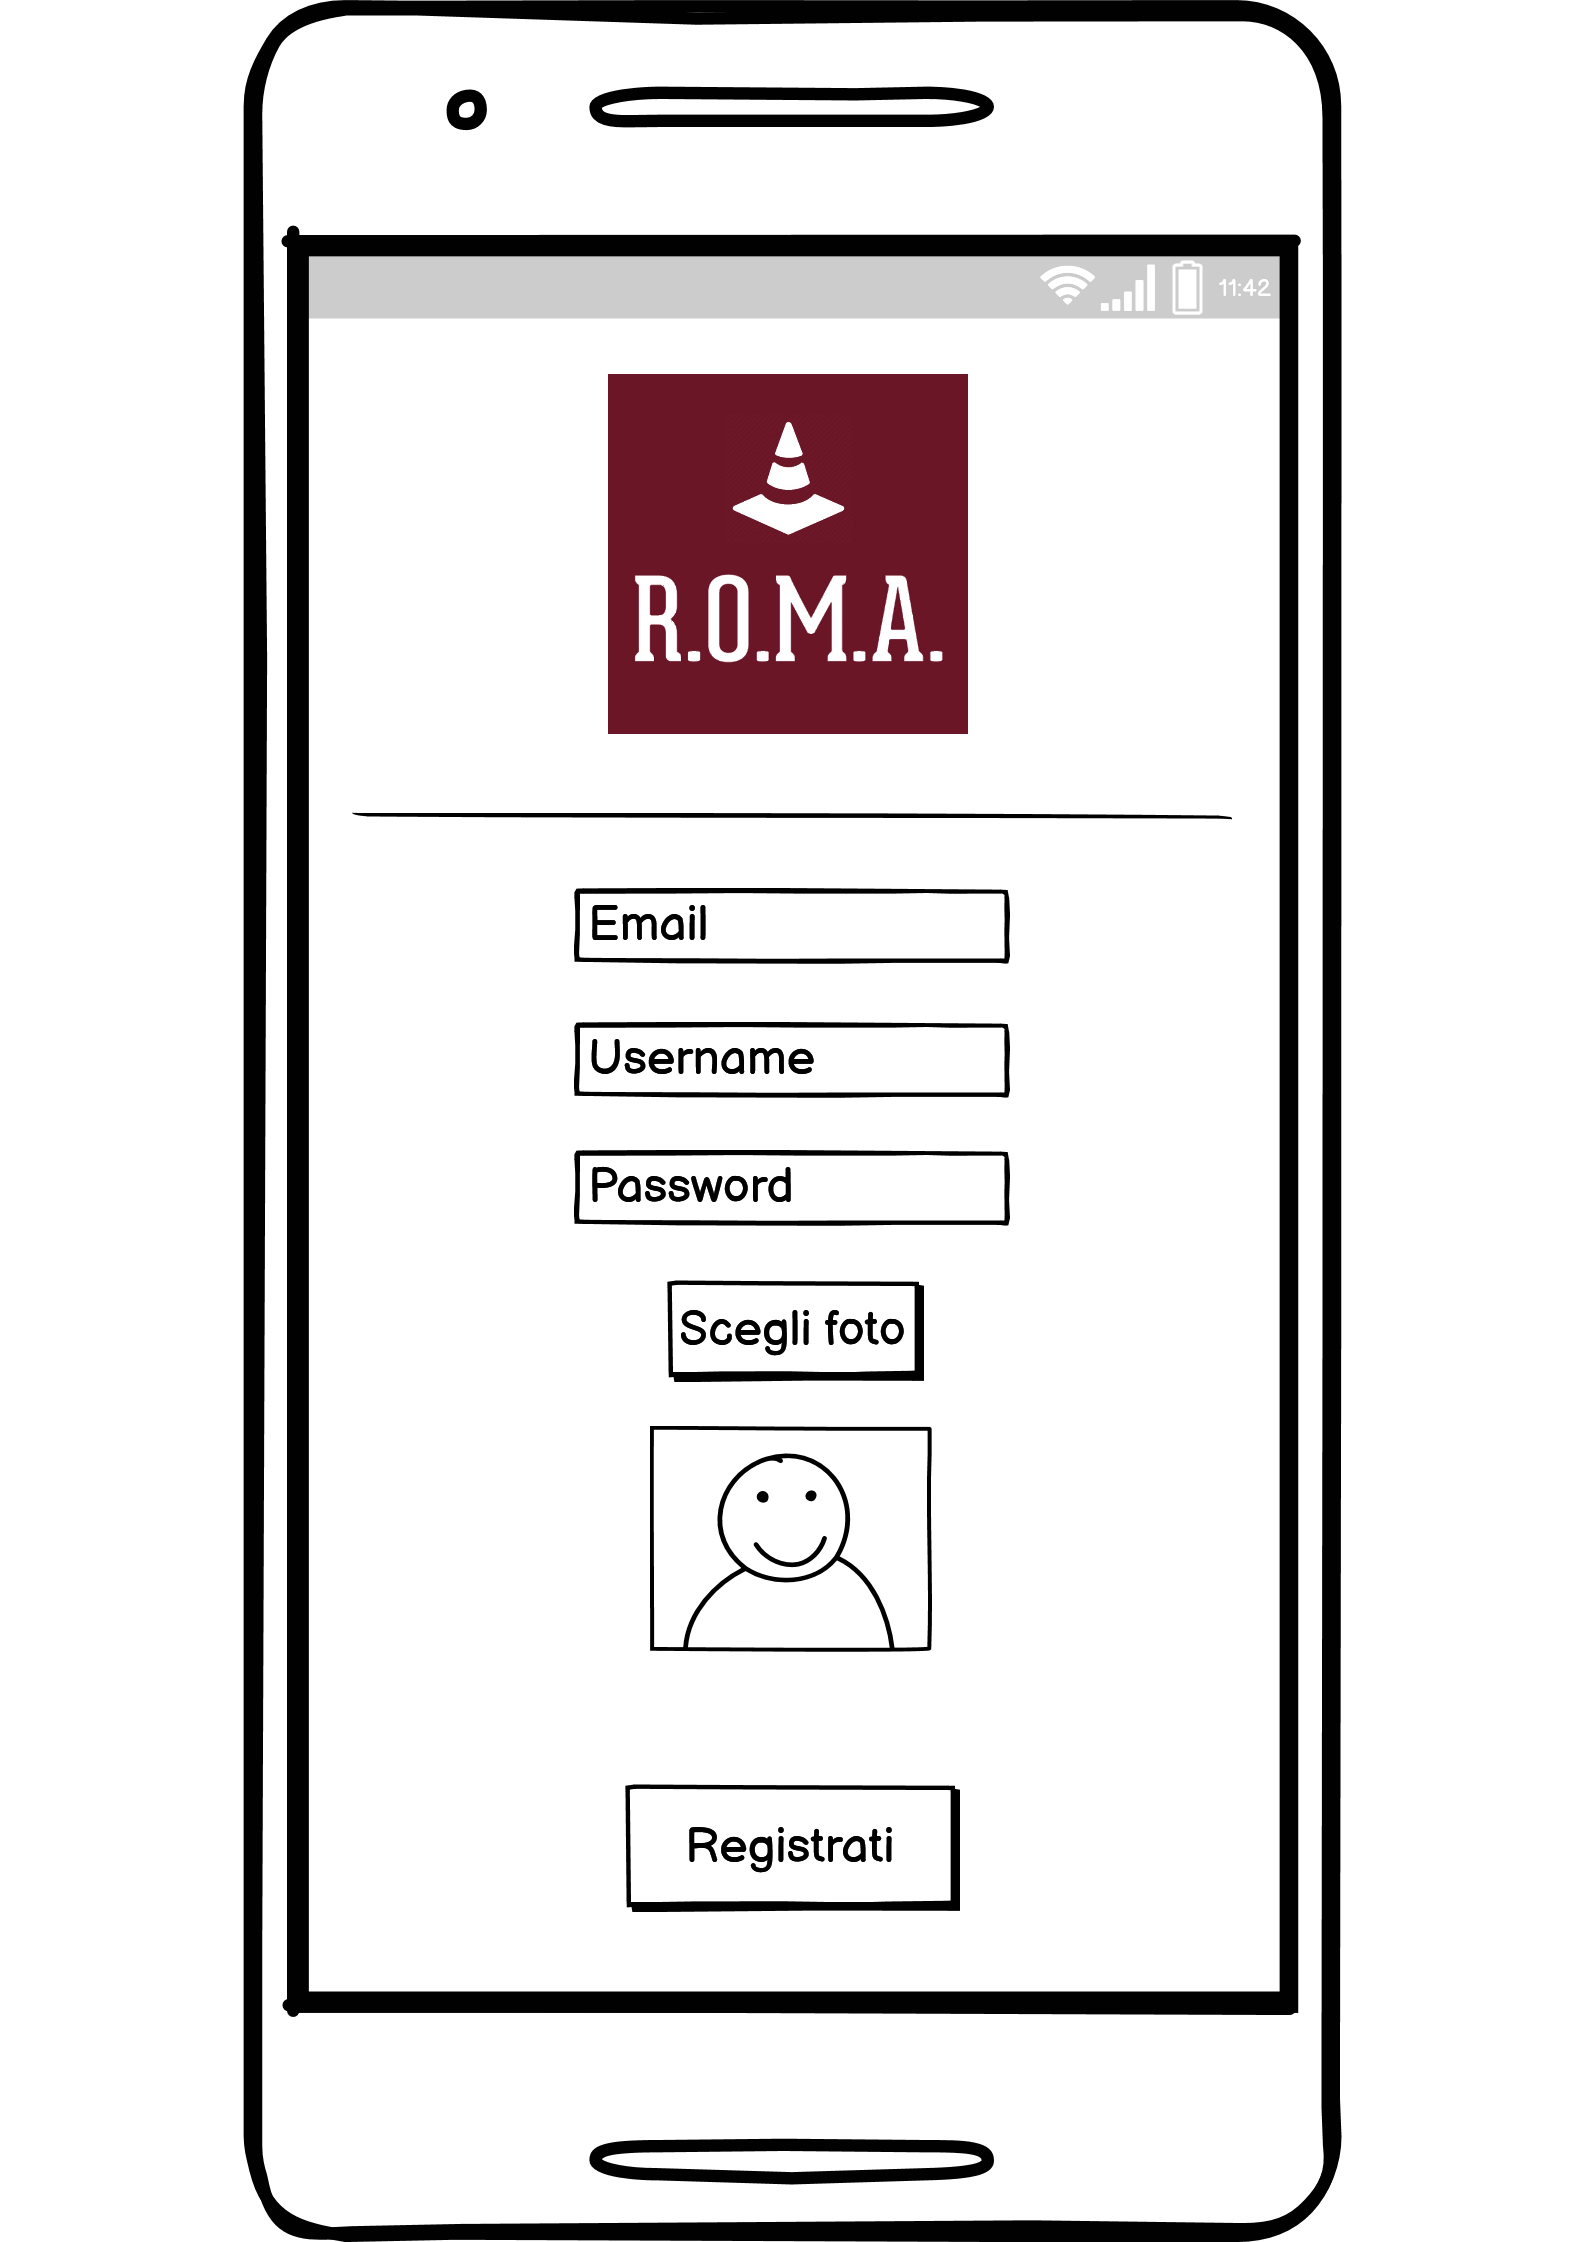 11:42
R.O.M.A.
Email
Username
Password
Scegli foto
Registrati